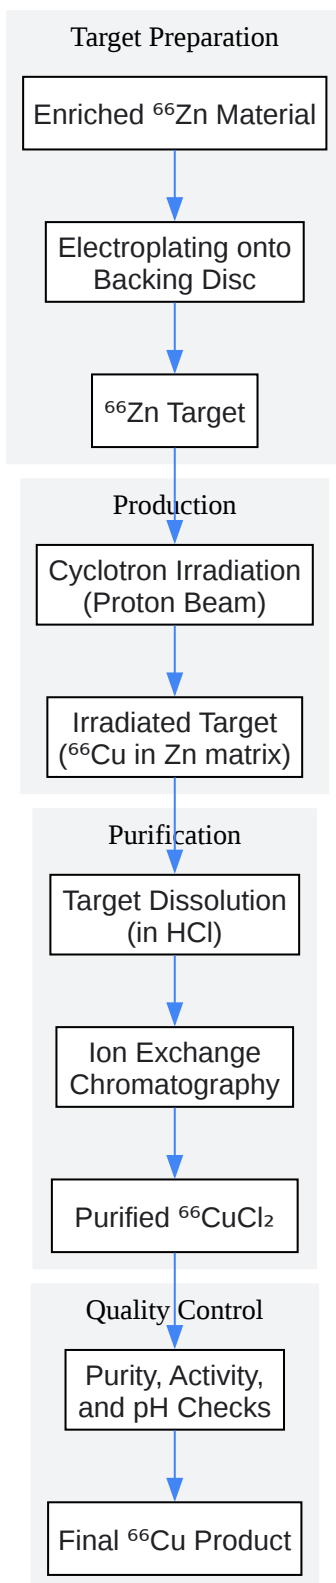 Target Preparation
Enriched ⁶⁶Zn Material
Electroplating onto
Backing Disc
⁶⁶Zn Target
Production
Cyclotron Irradiation
(Proton Beam)
Irradiated Target
(⁶⁶Cu in Zn matrix)
Purification
Target Dissolution
(in HCl)
Ion Exchange
Chromatography
Purified ⁶⁶CuCl₂
Quality Control
Purity, Activity,
and pH Checks
Final ⁶⁶Cu Product